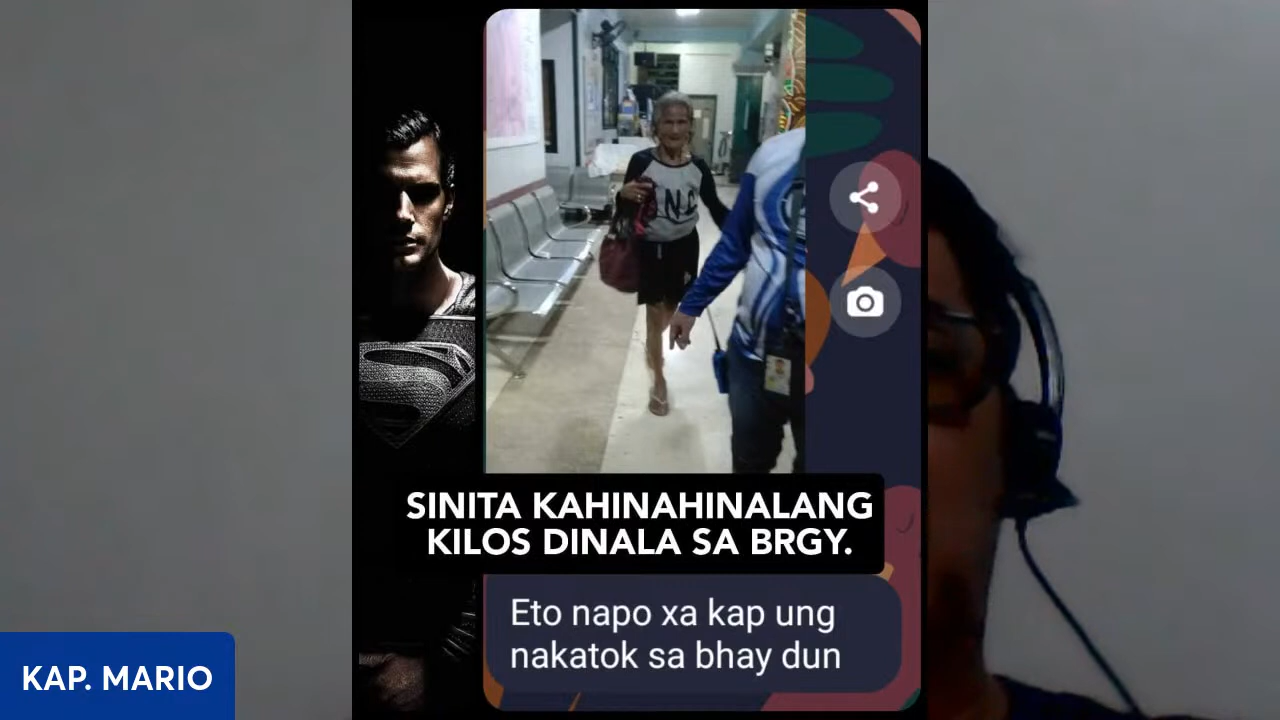 SINITA KAHINAHINALANG
KILOS DINALA SA BRGY.
Eto napo xa kap ung
nakatok sa bhay dun
KAP. MARIO